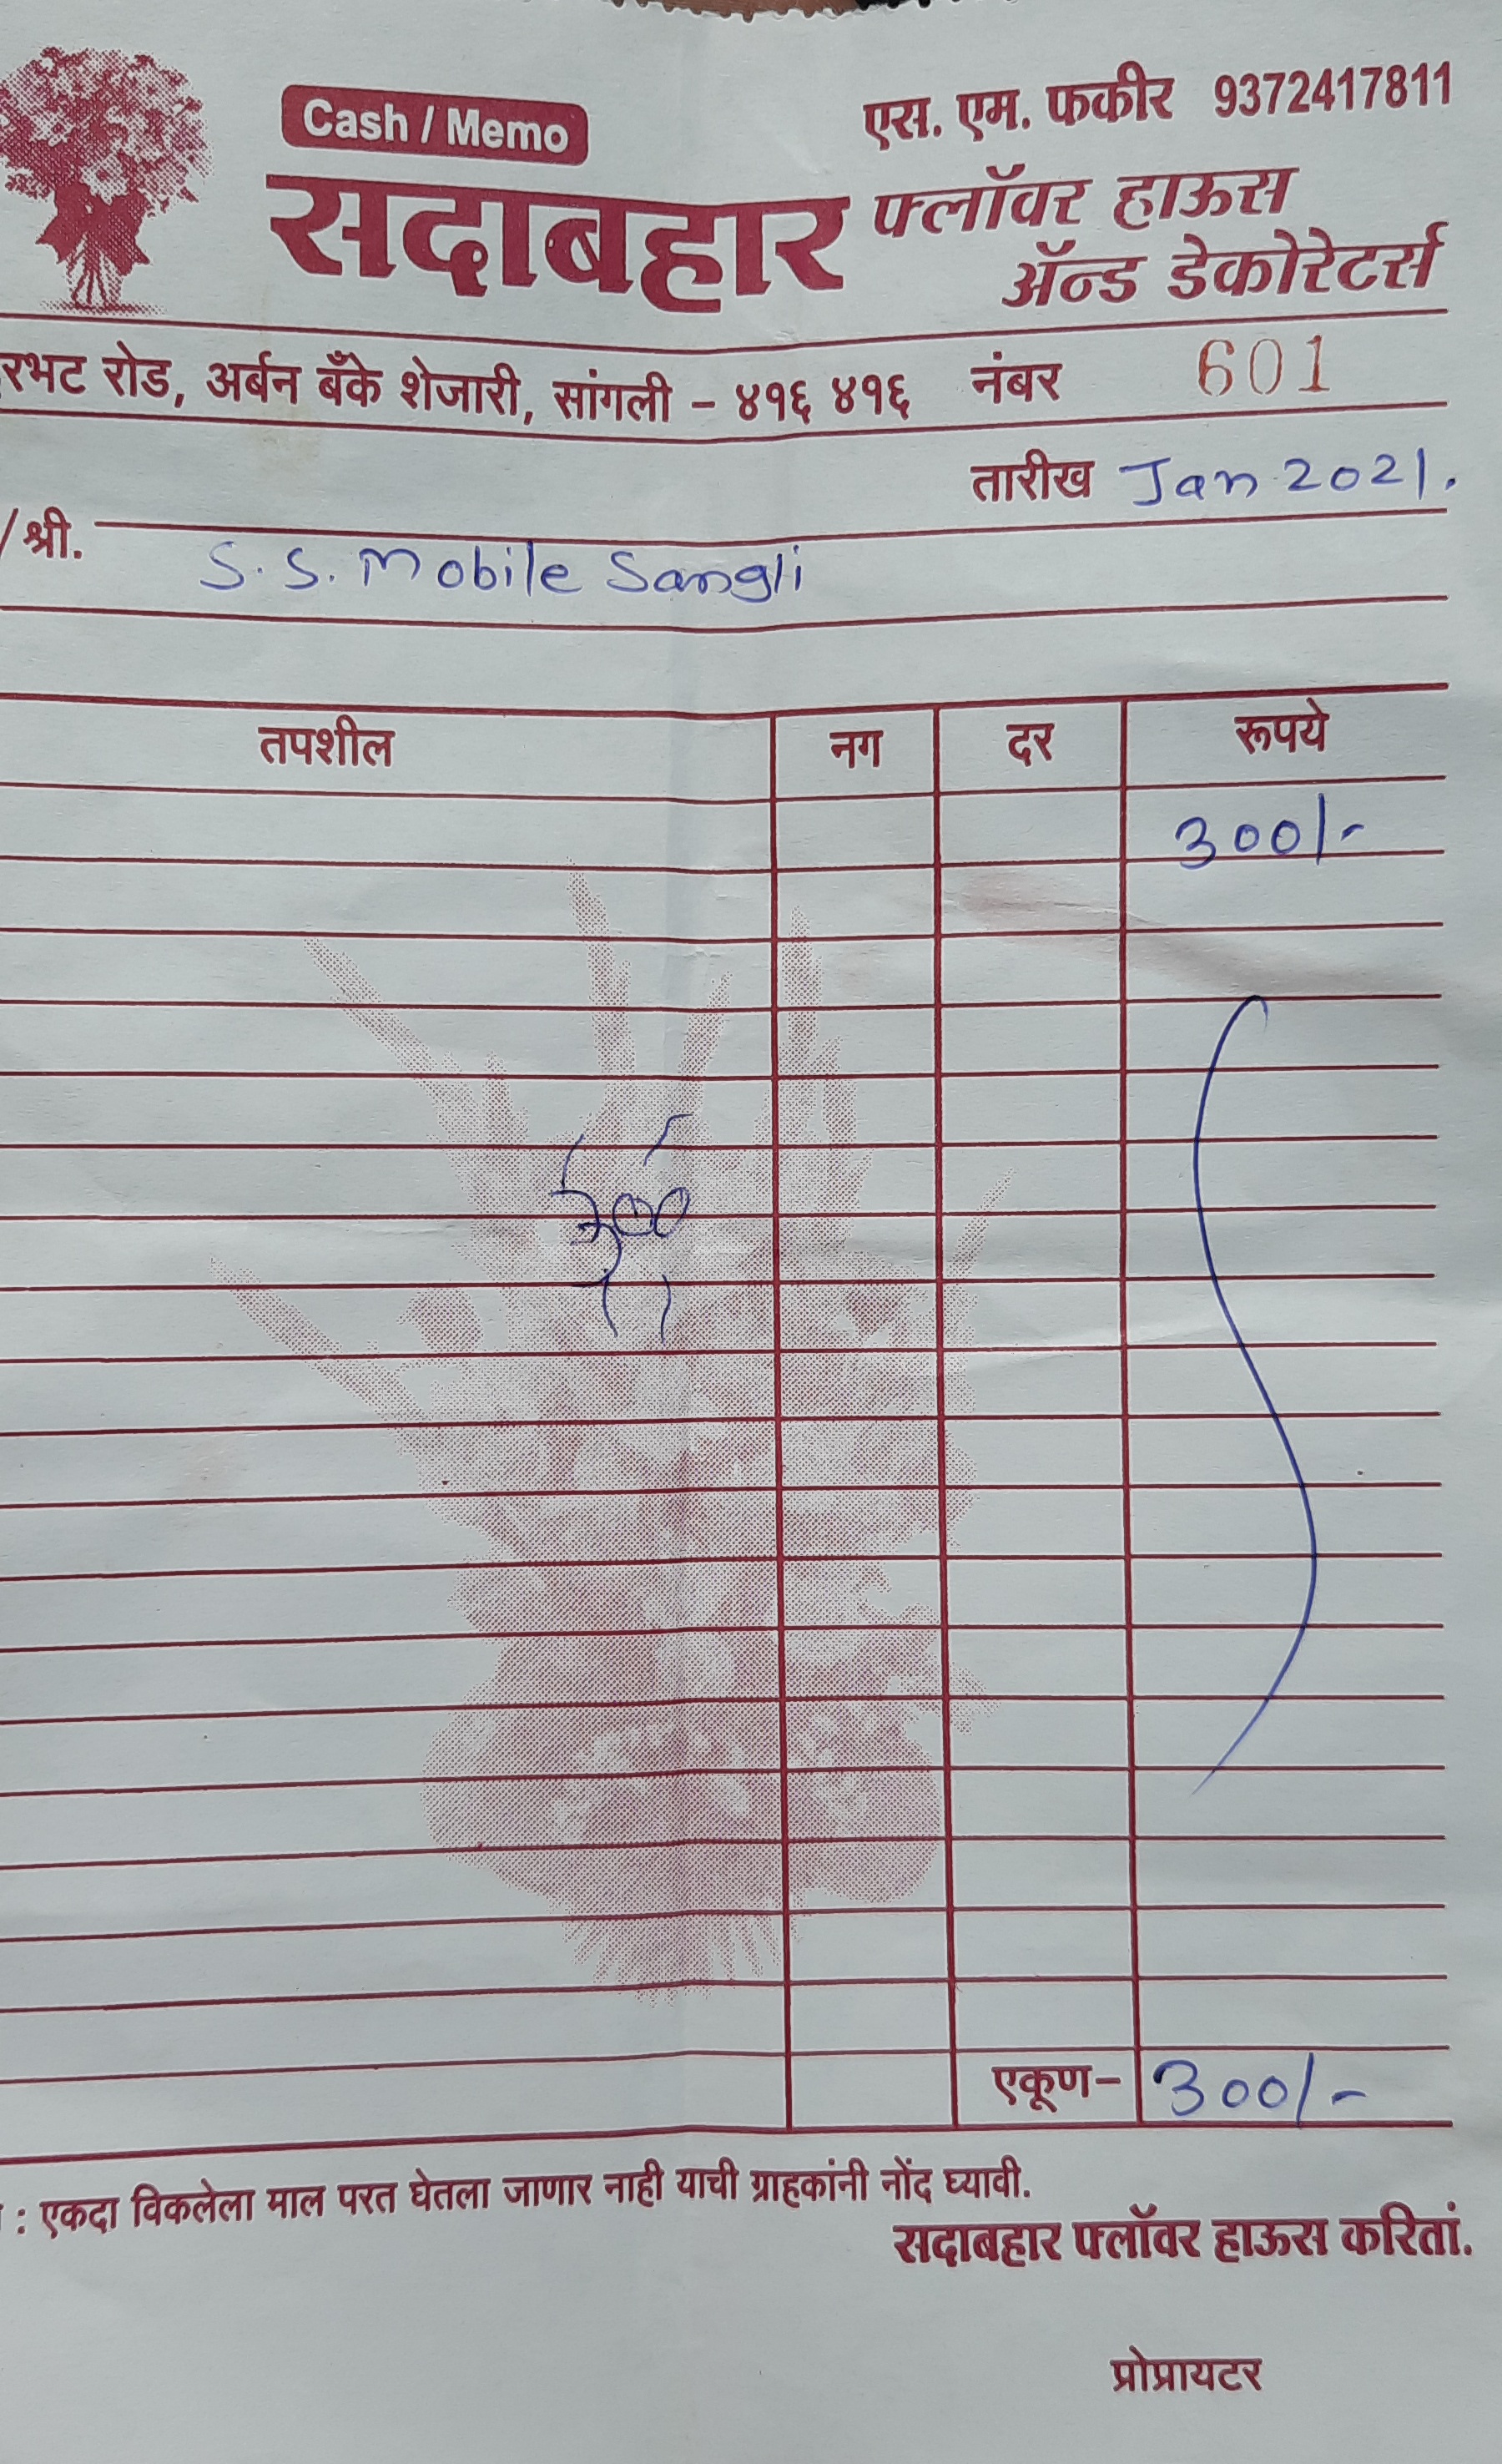 Cash / Memo
एस. एम. फकीर 9372417811
सदाबहार फ्लॉवर हाऊस
ॲन्ड डेकोरेटर्स
रभट रोड, अर्बन बँके शेजारी, सांगली - ४१६ ४१६ नंबर 601
तारीख Jan 2021.
/श्री. S. S. Mobile Sangli
तपशील नग दर रूपये
300/-
एकूण- 300/-
: एकदा विकलेला माल परत घेतला जाणार नाही याची ग्राहकांनी नोंद घ्यावी.
सदाबहार फ्लॉवर हाऊस करितां.
प्रोप्रायटर